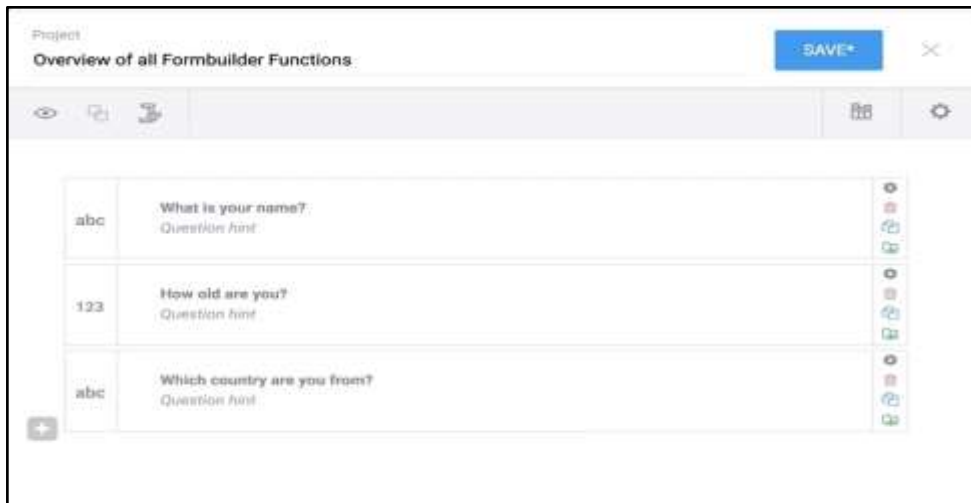 Project
Overview of all Formbuilder Functions
SAVE*
abc
What is your name?
Question hint
123
How old are you?
Question hint
abc
Which country are you from?
Question hint